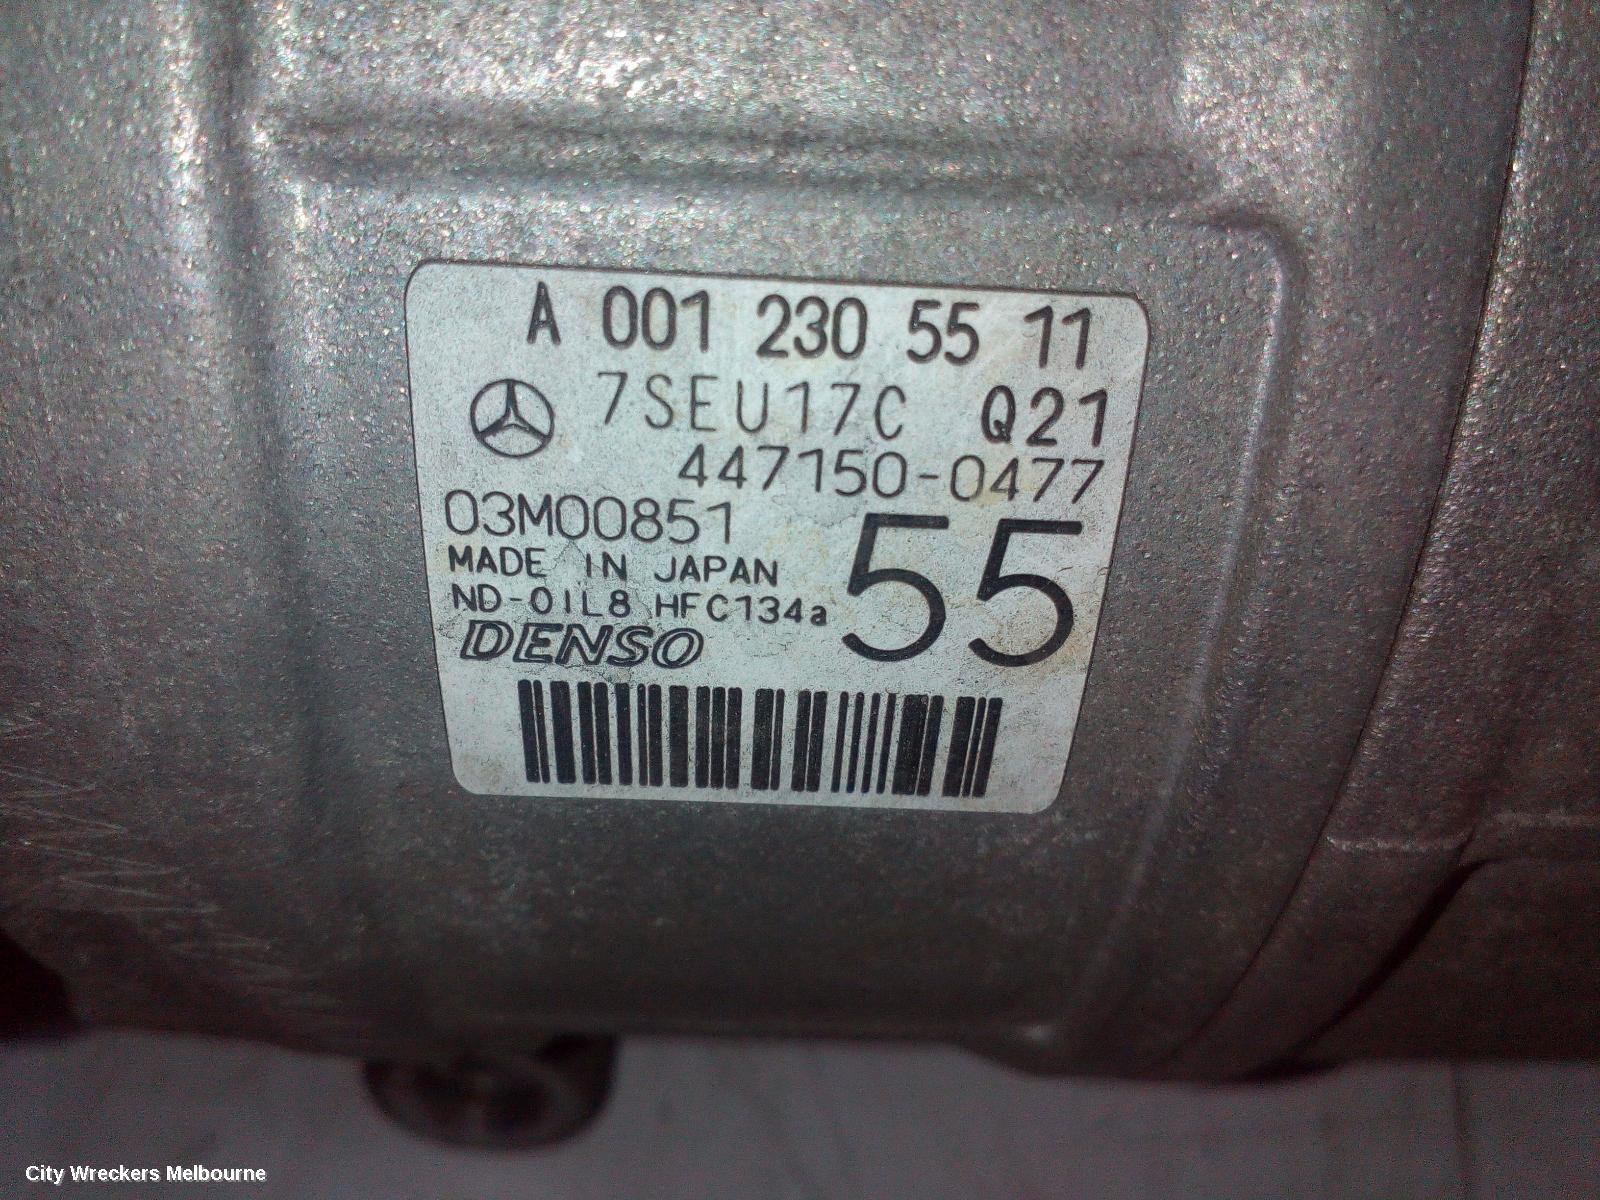 A 001 230 55 11
7SEU17C Q21
447150-0477
03M00851
55
MADE IN JAPAN
ND-OIL8 HFC134a
DENSO
City Wreckers Melbourne